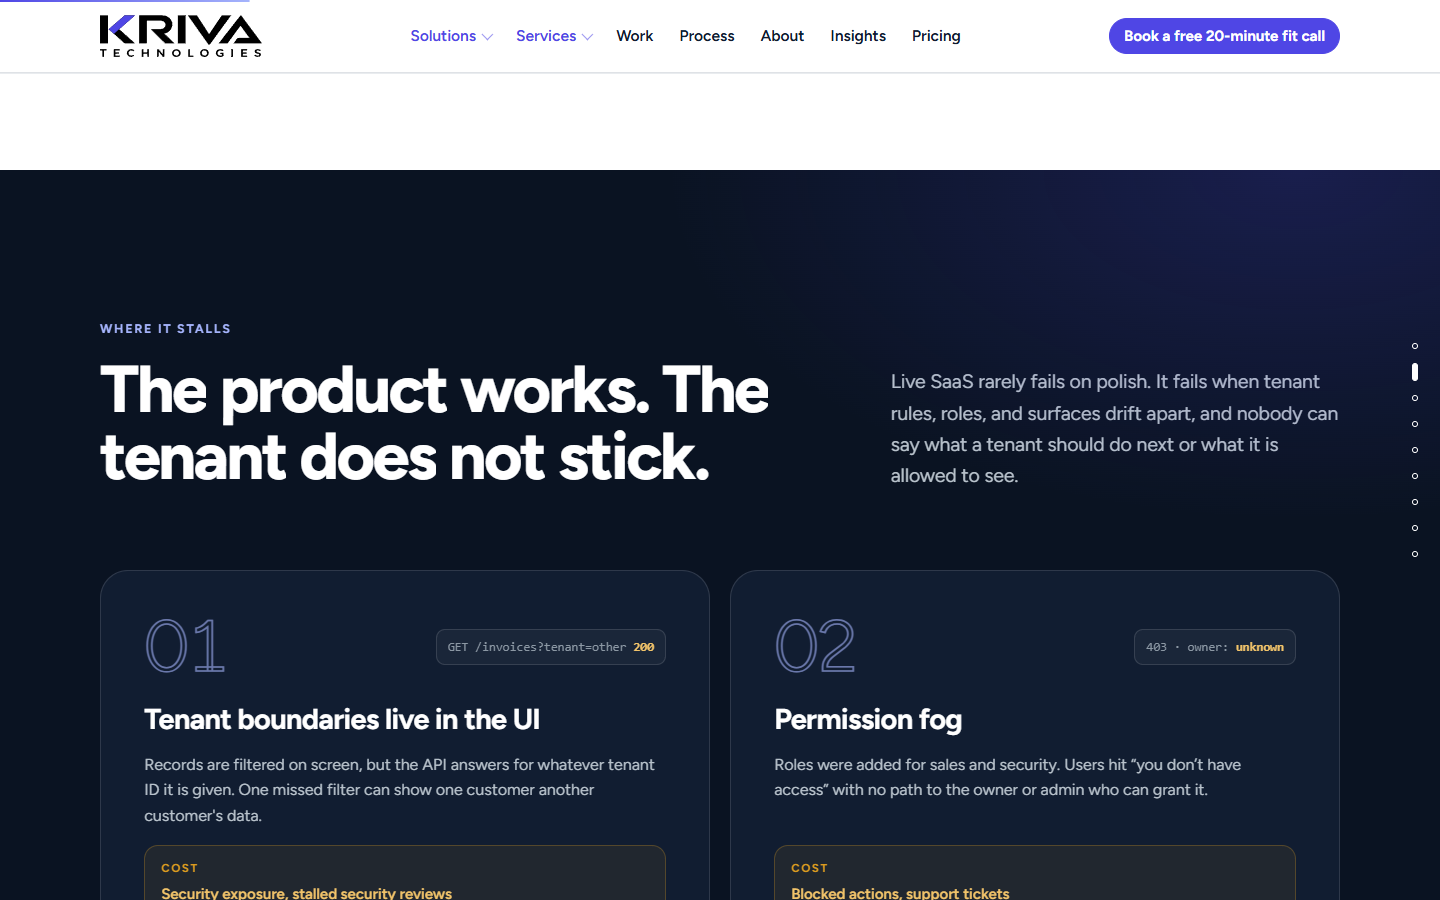 KRIVA
TECHNOLOGIES
Solutions
Services
Work
Process
About
Insights
Pricing
Book a free 20-minute fit call
WHERE IT STALLS
The product works. The
tenant does not stick.
Live SaaS rarely fails on polish. It fails when tenant
rules, roles, and surfaces drift apart, and nobody can
say what a tenant should do next or what it is
allowed to see.
01
GET /invoices?tenant=other 200
Tenant boundaries live in the UI
Records are filtered on screen, but the API answers for whatever tenant
ID it is given. One missed filter can show one customer another
customer's data.
COST
Security exposure, stalled security reviews
02
403 · owner: unknown
Permission fog
Roles were added for sales and security. Users hit “you don’t have
access” with no path to the owner or admin who can grant it.
COST
Blocked actions, support tickets